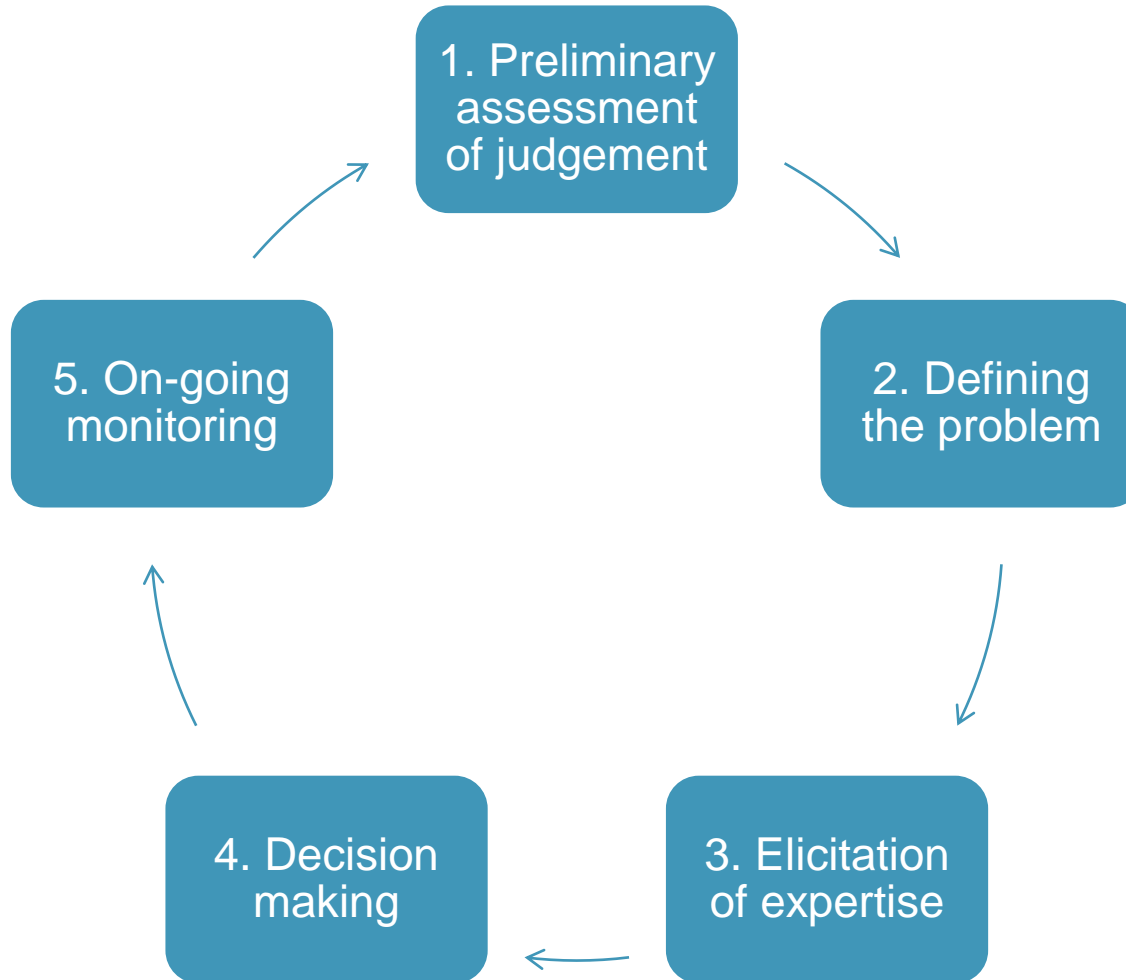 1. Preliminary
assessment
of judgement
2. Defining
the problem
3. Elicitation
of expertise
4. Decision
making
5. On-going
monitoring